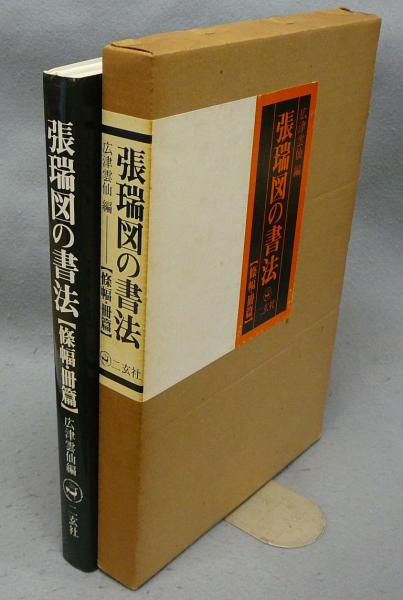 張瑞図の書法【條幅・冊篇】
広津雲仙編
二玄社
張瑞図の書法
広津雲仙 編
【條幅・冊篇】
二玄社
広津雲仙編
張瑞図の書法
二玄社
【條幅・冊篇】